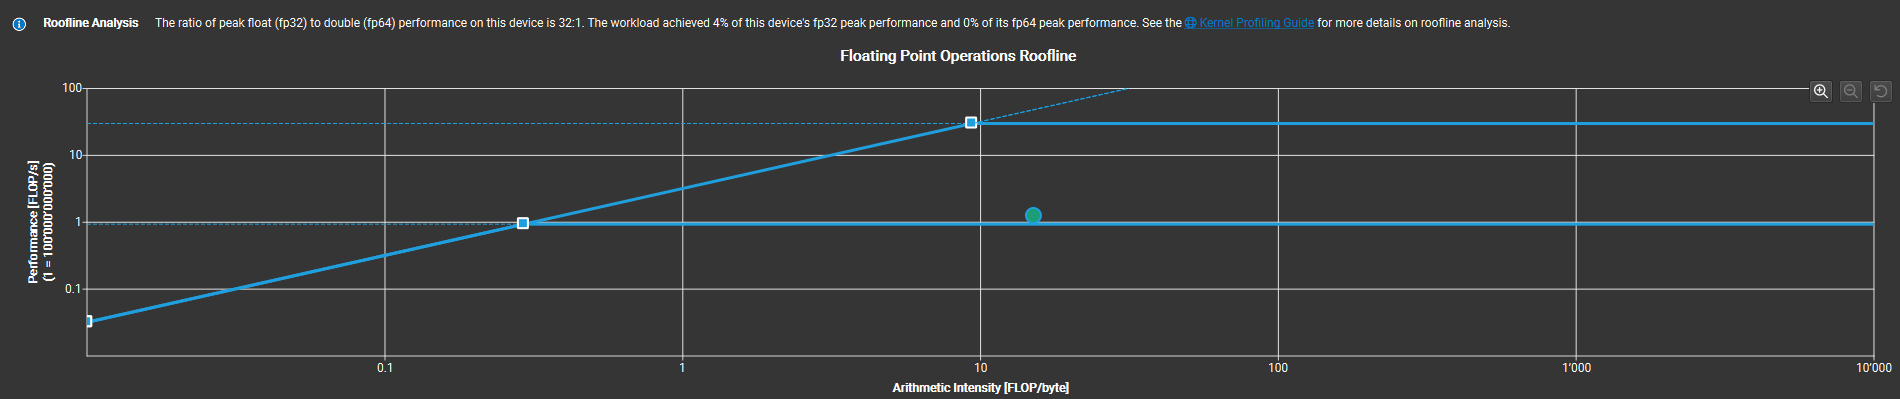 Roofline Analysis The ratio of peak float (fp32) to double (fp64) performance on this device is 32:1. The workload achieved 4% of this device's fp32 peak performance and 0% of its fp64 peak performance. See the Kernel Profiling Guide for more details on roofline analysis.
Floating Point Operations Roofline
100
10
1
0.1
Performance [FLOP/s]
(1 = 100'000'000'000)
0.1 1 10 100 1'000 10'000
Arithmetic Intensity [FLOP/byte]